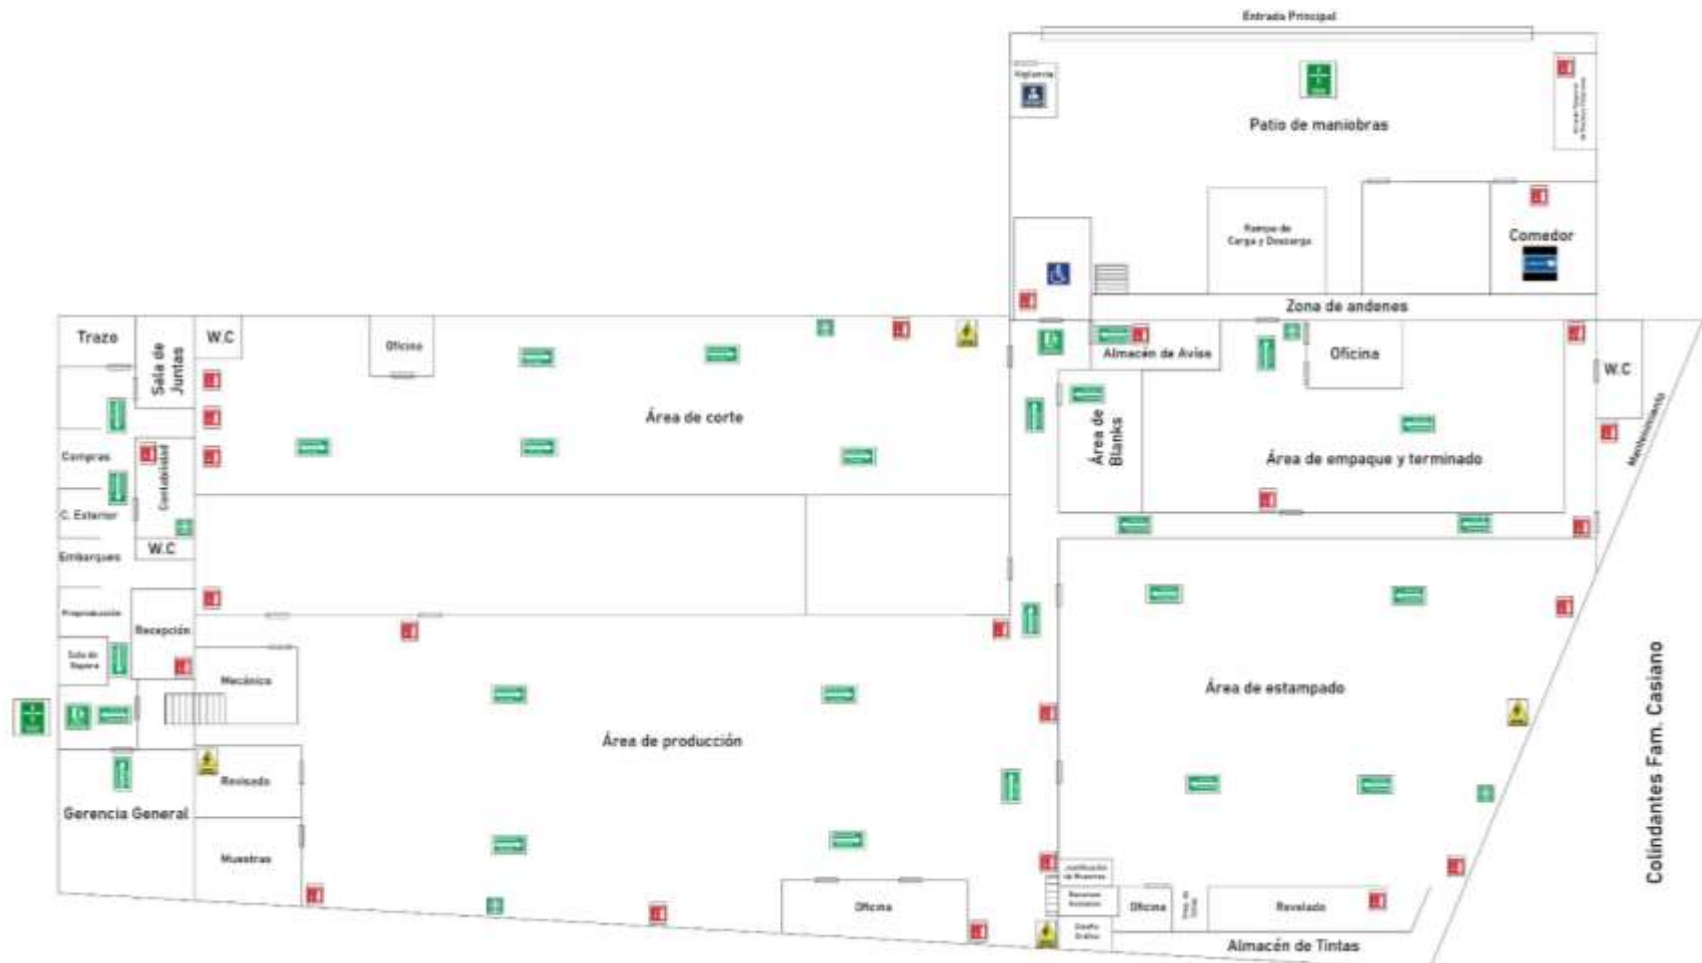 Entrada Principal
Vigilancia
Patio de maniobras
Rampa de
Carga y Descarga
Comedor
Zona de andenes
Trazo
Sala de
Juntas
W.C
Oficina
Almacén de Avíos
Oficina
W.C
Área de corte
Área de
Blanks
Área de empaque y terminado
Mantenimiento
Compras
Contabilidad
C. Exterior
W.C
Embarques
Preproducción
Recepción
Mecánico
Área de producción
Área de estampado
Colindantes Fam. Casiano
Revisado
Gerencia General
Muestras
Oficina
Oficina
Revelado
Diseño
Gráfico
Almacén de Tintas